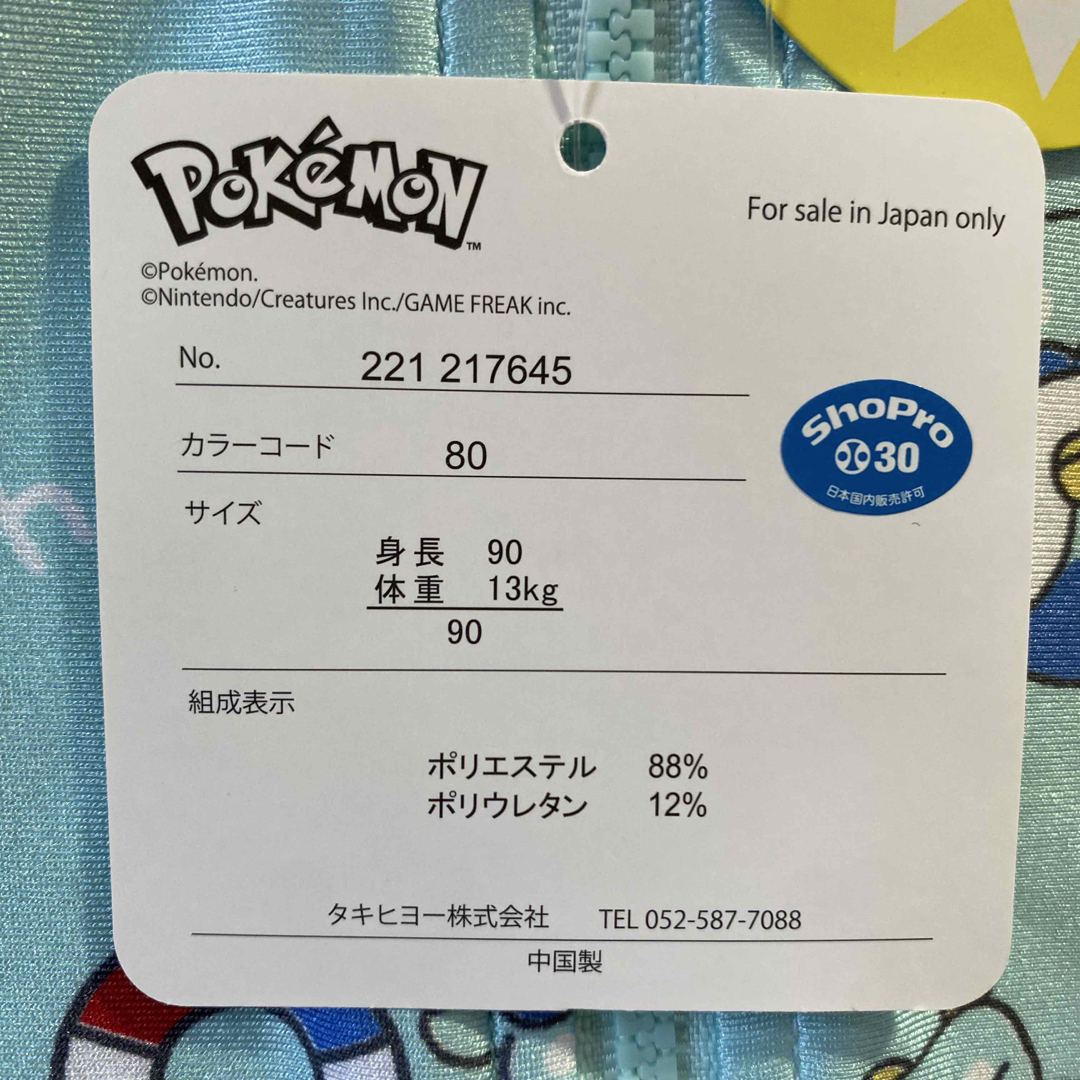 POKéMON™
For sale in Japan only
©Pokémon.
©Nintendo/Creatures Inc./GAME FREAK inc.
No. 221 217645
カラーコード 80
ShoPro
30
日本国内販売許可
サイズ
身長 90
体重 13kg
90
組成表示
ポリエステル 88%
ポリウレタン 12%
タキヒヨー株式会社 TEL 052-587-7088
中国製